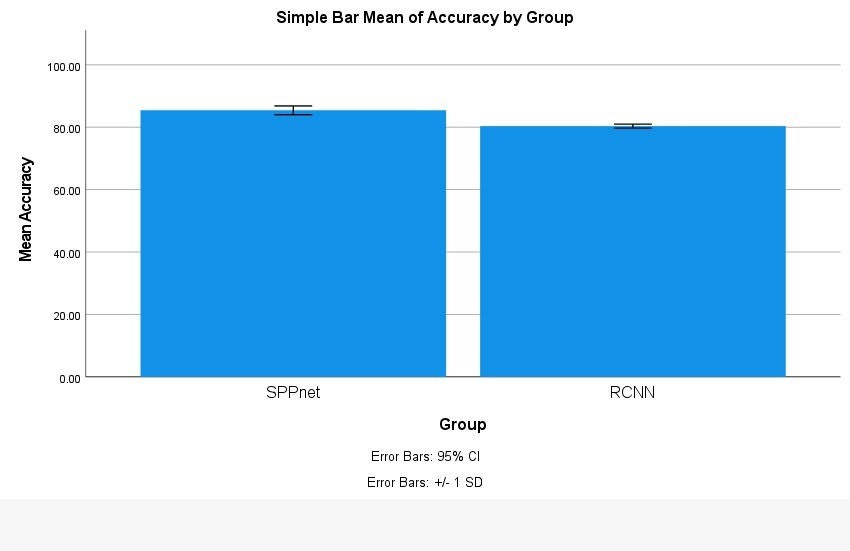 Simple Bar Mean of Accuracy by Group
Mean Accuracy
100.00
80.00
60.00
40.00
20.00
0.00
SPPnet RCNN
Group
Error Bars: 95% CI
Error Bars: +/- 1 SD